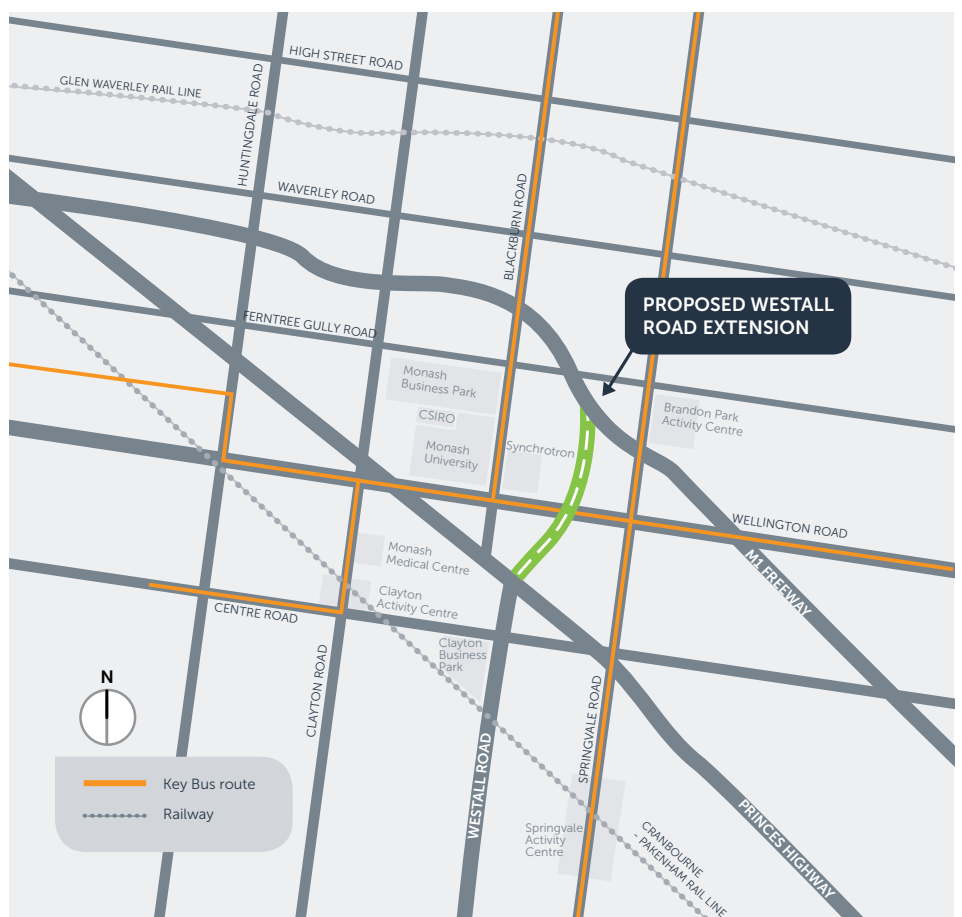 HIGH STREET ROAD
GLEN WAVERLEY RAIL LINE
HUNTINGDALE ROAD
WAVERLEY ROAD
BLACKBURN ROAD
PROPOSED WESTALL
ROAD EXTENSION
FERNTREE GULLY ROAD
Monash
Business Park
CSIRO
Monash
University
Synchrotron
Brandon Park
Activity Centre
WELLINGTON ROAD
M1 FREEWAY
Monash
Medical Centre
Clayton
Activity Centre
CENTRE ROAD
Clayton
Business
Park
CLAYTON ROAD
SPRINGVALE ROAD
WESTALL ROAD
PRINCES HIGHWAY
Springvale
Activity
Centre
CRANBOURNE
- PAKENHAM RAIL LINE
N
Key Bus route
Railway